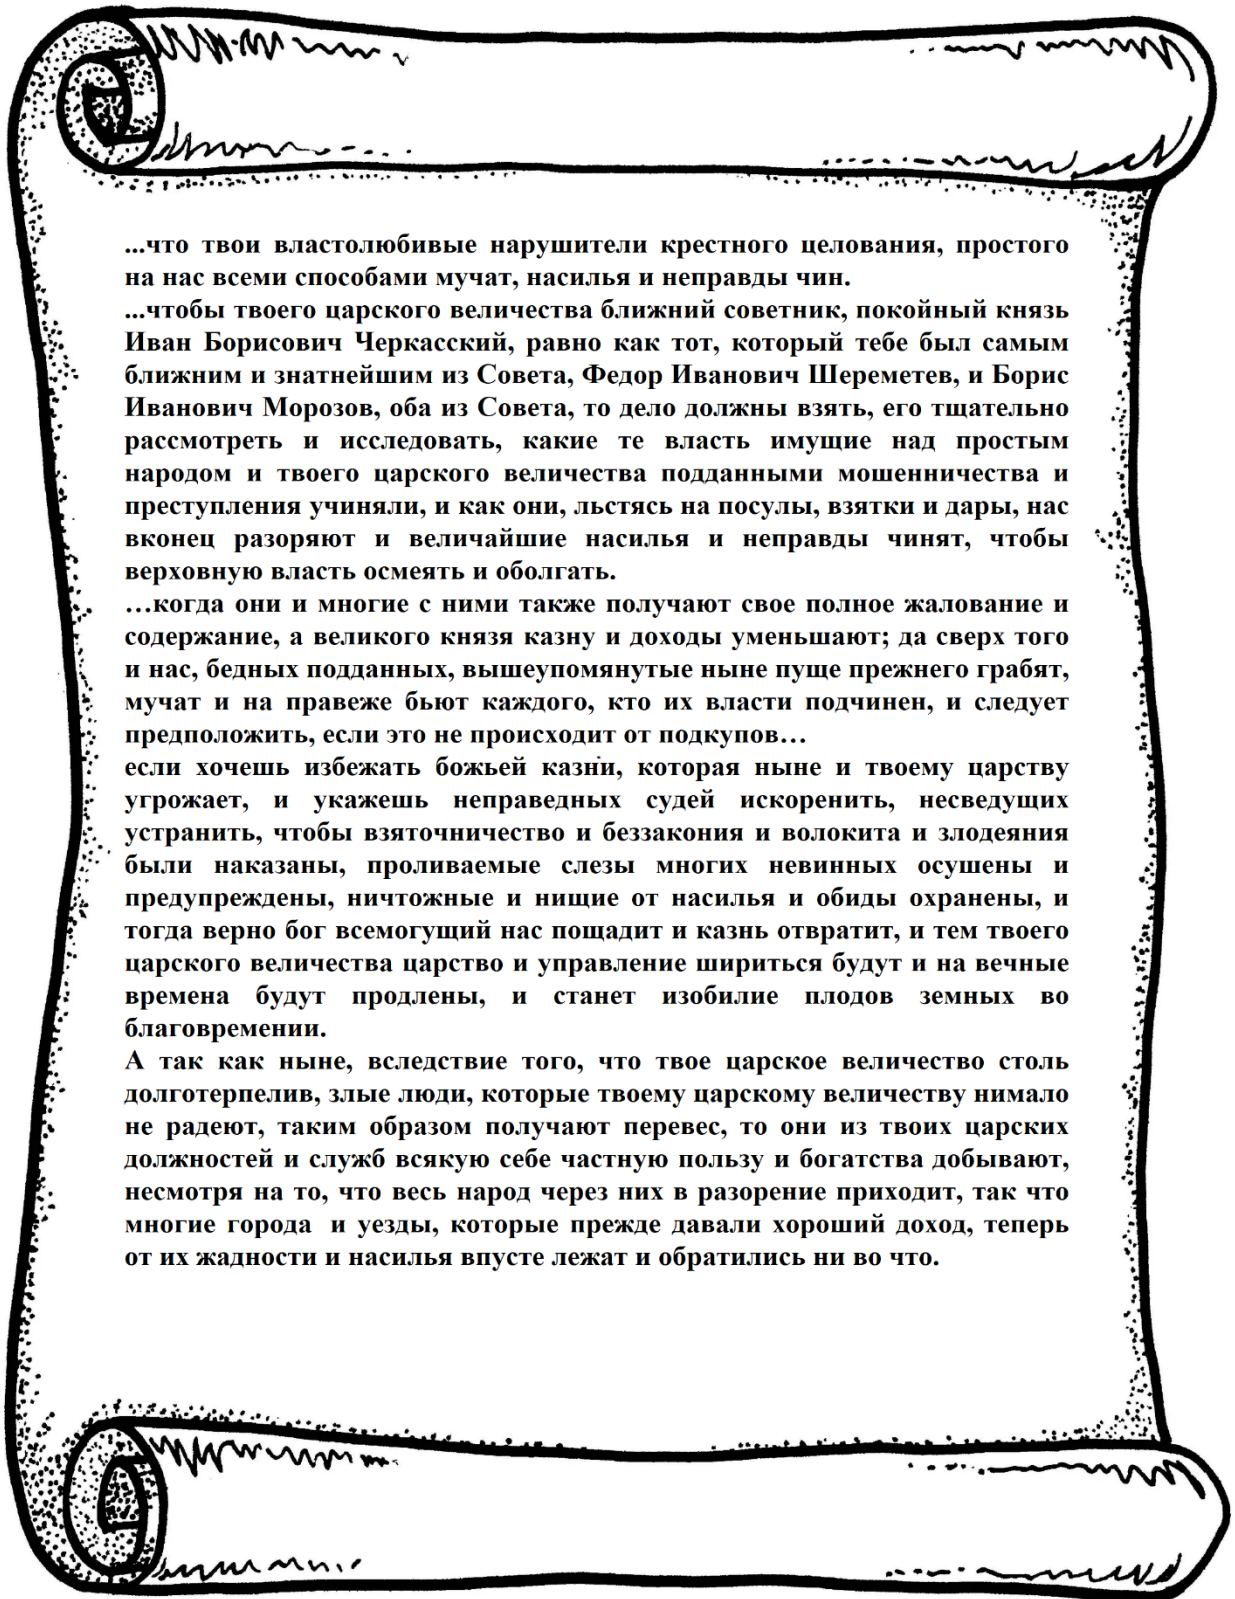 ...что твои властолюбивые нарушители крестного целования, простого
на нас всеми способами мучат, насилья и неправды чин.
...чтобы твоего царского величества ближний советник, покойный князь
Иван Борисович Черкасский, равно как тот, который тебе был самым
ближним и знатнейшим из Совета, Федор Иванович Шереметев, и Борис
Иванович Морозов, оба из Совета, то дело должны взять, его тщательно
рассмотреть и исследовать, какие те власть имущие над простым
народом и твоего царского величества подданными мошенничества и
преступления учиняли, и как они, льстясь на посулы, взятки и дары, нас
вконец разоряют и величайшие насилья и неправды чинят, чтобы
верховную власть осмеять и оболгать.
…когда они и многие с ними также получают свое полное жалование и
содержание, а великого князя казну и доходы уменьшают; да сверх того
и нас, бедных подданных, вышеупомянутые ныне пуще прежнего грабят,
мучат и на правеже бьют каждого, кто их власти подчинен, и следует
предположить, если это не происходит от подкупов…
если хочешь избежать божьей казни, которая ныне и твоему царству
угрожает, и укажешь неправедных судей искоренить, несведущих
устранить, чтобы взяточничество и беззакония и волокита и злодеяния
были наказаны, проливаемые слезы многих невинных осушены и
предупреждены, ничтожные и нищие от насилья и обиды охранены, и
тогда верно бог всемогущий нас пощадит и казнь отвратит, и тем твоего
царского величества царство и управление шириться будут и на вечные
времена будут продлены, и станет изобилие плодов земных во
благовремении.
А так как ныне, вследствие того, что твое царское величество столь
долготерпелив, злые люди, которые твоему царскому величеству нимало
не радеют, таким образом получают перевес, то они из твоих царских
должностей и служб всякую себе частную пользу и богатства добывают,
несмотря на то, что весь народ через них в разорение приходит, так что
многие города и уезды, которые прежде давали хороший доход, теперь
от их жадности и насилья впусте лежат и обратились ни во что.